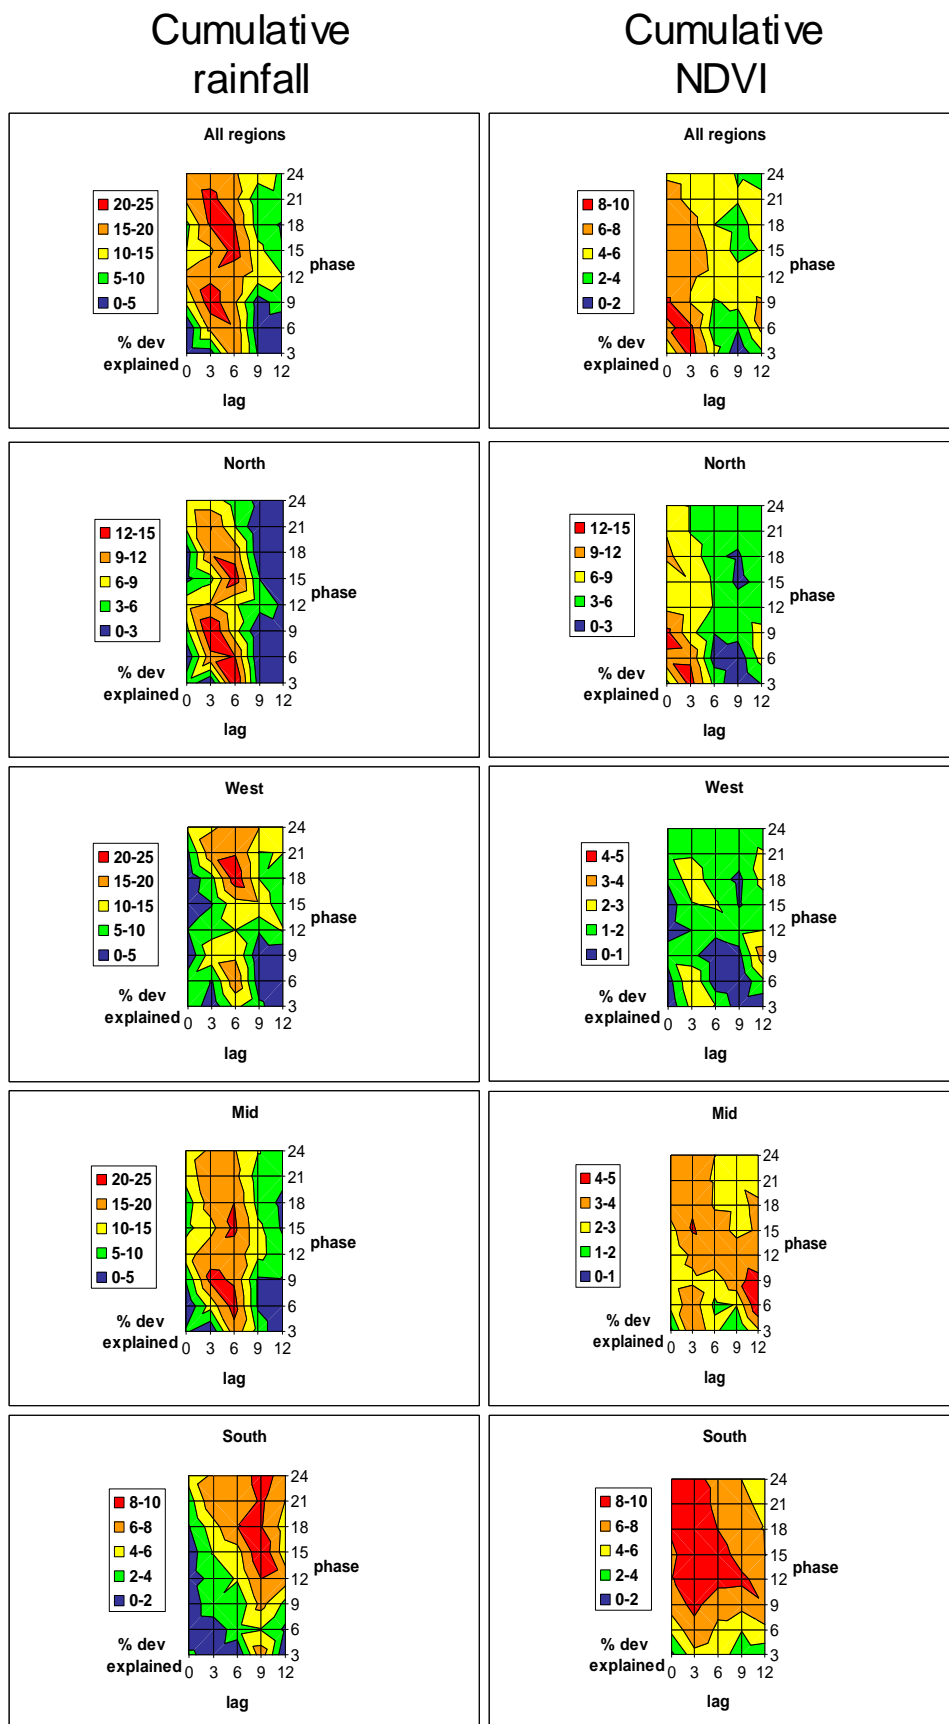 Cumulative
rainfall
Cumulative
NDVI
All regions
20-25
15-20
10-15
5-10
0-5
% dev
explained
24
21
18
15
12
9
6
3
phase
0 3 6 9 12
lag
All regions
8-10
6-8
4-6
2-4
0-2
% dev
explained
24
21
18
15
12
9
6
3
phase
0 3 6 9 12
lag
North
12-15
9-12
6-9
3-6
0-3
% dev
explained
24
21
18
15
12
9
6
3
phase
0 3 6 9 12
lag
North
12-15
9-12
6-9
3-6
0-3
% dev
explained
24
21
18
15
12
9
6
3
phase
0 3 6 9 12
lag
West
20-25
15-20
10-15
5-10
0-5
% dev
explained
24
21
18
15
12
9
6
3
phase
0 3 6 9 12
lag
West
4-5
3-4
2-3
1-2
0-1
% dev
explained
24
21
18
15
12
9
6
3
phase
0 3 6 9 12
lag
Mid
20-25
15-20
10-15
5-10
0-5
% dev
explained
24
21
18
15
12
9
6
3
phase
0 3 6 9 12
lag
Mid
4-5
3-4
2-3
1-2
0-1
% dev
explained
24
21
18
15
12
9
6
3
phase
0 3 6 9 12
lag
South
8-10
6-8
4-6
2-4
0-2
% dev
explained
24
21
18
15
12
9
6
3
phase
0 3 6 9 12
lag
South
8-10
6-8
4-6
2-4
0-2
% dev
explained
24
21
18
15
12
9
6
3
phase
0 3 6 9 12
lag